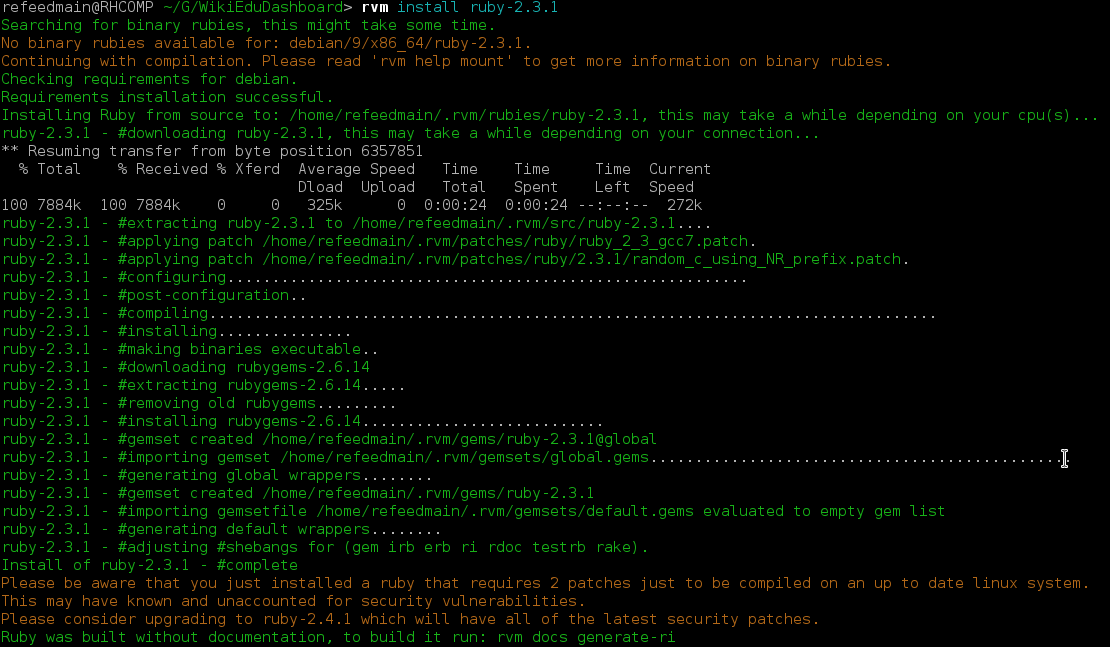 refeedmain@RHCOMP ~/G/WikiEduDashboard> rvm install ruby-2.3.1
Searching for binary rubies, this might take some time.
No binary rubies available for: debian/9/x86_64/ruby-2.3.1.
Continuing with compilation. Please read 'rvm help mount' to get more information on binary rubies.
Checking requirements for debian.
Requirements installation successful.
Installing Ruby from source to: /home/refeedmain/.rvm/rubies/ruby-2.3.1, this may take a while depending on your cpu(s)...
ruby-2.3.1 - #downloading ruby-2.3.1, this may take a while depending on your connection...
** Resuming transfer from byte position 6357851
  % Total    % Received % Xferd  Average Speed   Time    Time     Time  Current
                                 Dload  Upload   Total   Spent    Left  Speed
100 7884k  100 7884k    0     0   325k      0  0:00:24  0:00:24 --:--:--  272k
ruby-2.3.1 - #extracting ruby-2.3.1 to /home/refeedmain/.rvm/src/ruby-2.3.1....
ruby-2.3.1 - #applying patch /home/refeedmain/.rvm/patches/ruby/ruby_2_3_gcc7.patch.
ruby-2.3.1 - #applying patch /home/refeedmain/.rvm/patches/ruby/2.3.1/random_c_using_NR_prefix.patch.
ruby-2.3.1 - #configuring..........................................................
ruby-2.3.1 - #post-configuration..
ruby-2.3.1 - #compiling.................................................................................
ruby-2.3.1 - #installing...............
ruby-2.3.1 - #making binaries executable..
ruby-2.3.1 - #downloading rubygems-2.6.14
ruby-2.3.1 - #extracting rubygems-2.6.14.....
ruby-2.3.1 - #removing old rubygems.........
ruby-2.3.1 - #installing rubygems-2.6.14...........................
ruby-2.3.1 - #gemset created /home/refeedmain/.rvm/gems/ruby-2.3.1@global
ruby-2.3.1 - #importing gemset /home/refeedmain/.rvm/gemsets/global.gems...............................................
ruby-2.3.1 - #generating global wrappers........
ruby-2.3.1 - #gemset created /home/refeedmain/.rvm/gems/ruby-2.3.1
ruby-2.3.1 - #importing gemsetfile /home/refeedmain/.rvm/gemsets/default.gems evaluated to empty gem list
ruby-2.3.1 - #generating default wrappers........
ruby-2.3.1 - #adjusting #shebangs for (gem irb erb ri rdoc testrb rake).
Install of ruby-2.3.1 - #complete
Please be aware that you just installed a ruby that requires 2 patches just to be compiled on an up to date linux system.
This may have known and unaccounted for security vulnerabilities.
Please consider upgrading to ruby-2.4.1 which will have all of the latest security patches.
Ruby was built without documentation, to build it run: rvm docs generate-ri